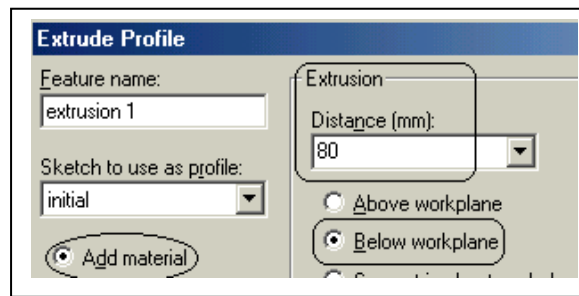 Extrude Profile
Feature name:
extrusion 1
Sketch to use as profile:
initial
Add material
Extrusion
Distance (mm):
80
Above workplane
Below workplane